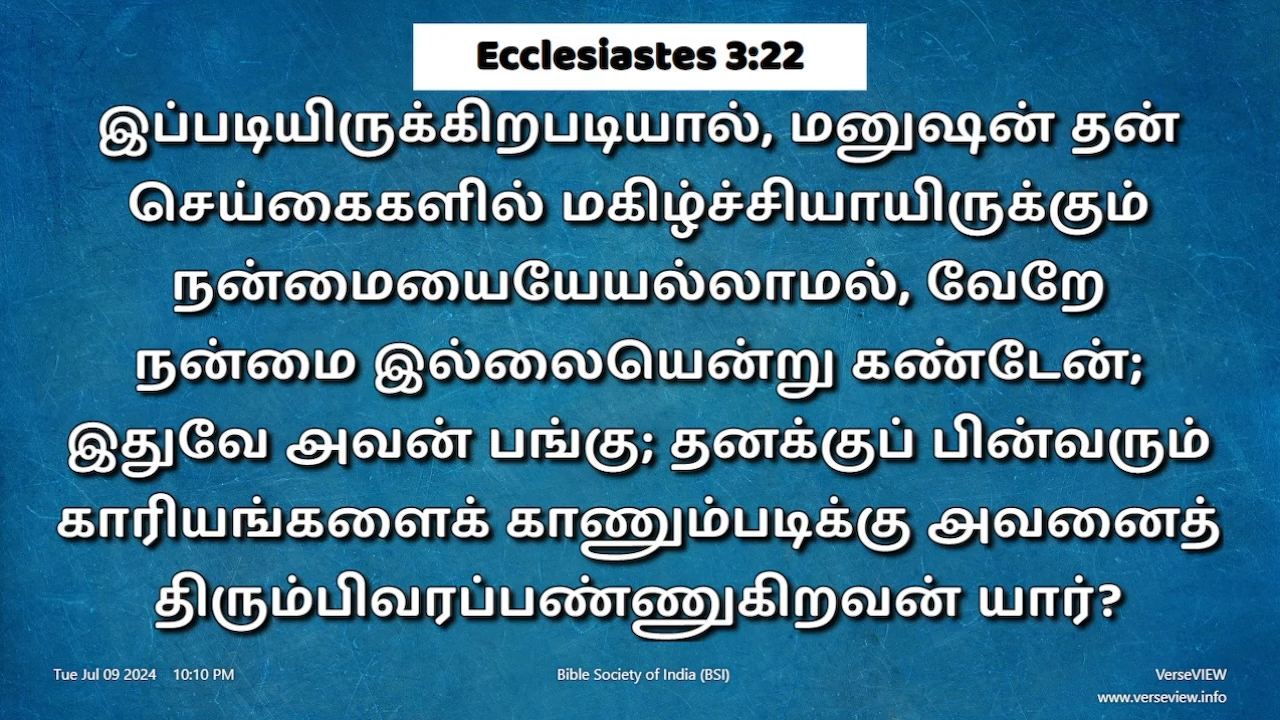 Ecclesiastes 3:22
இப்படியிருக்கிறபடியால், மனுஷன் தன்
செய்கைகளில் மகிழ்ச்சியாயிருக்கும்
நன்மையையேயல்லாமல், வேறே
நன்மை இல்லையென்று கண்டேன்;
இதுவே அவன் பங்கு; தனக்குப் பின்வரும்
காரியங்களைக் காணும்படிக்கு அவனைத்
திரும்பிவரப்பண்ணுகிறவன் யார்?
Tue Jul 09 2024 10:10 PM
Bible Society of India (BSI)
VerseVIEW
www.verseview.info